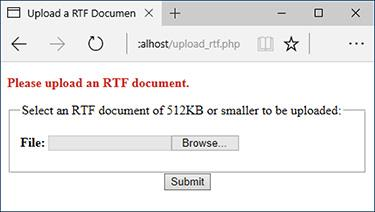 Upload a RTF Documen
:alhost/upload_rtf.php
Please upload an RTF document.
Select an RTF document of 512KB or smaller to be uploaded:
File: Browse...
Submit